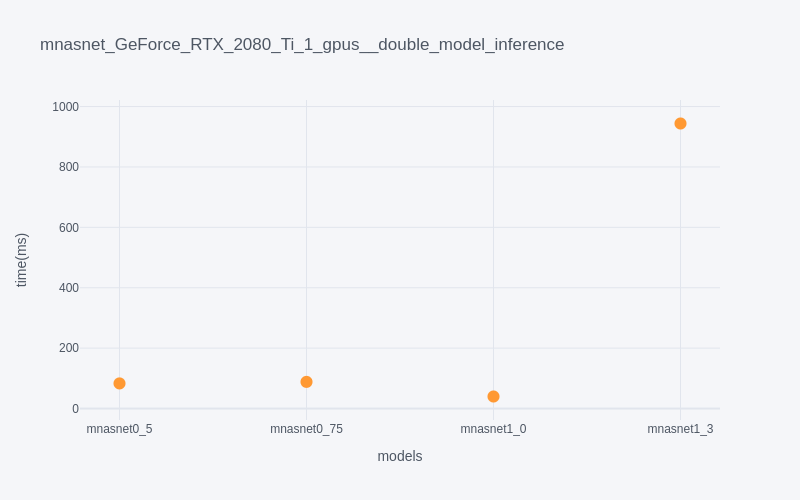 mnasnet_GeForce_RTX_2080_Ti_1_gpus__double_model_inference
1000
800
600
400
200
0
time(ms)
mnasnet0_5 mnasnet0_75 mnasnet1_0 mnasnet1_3
models